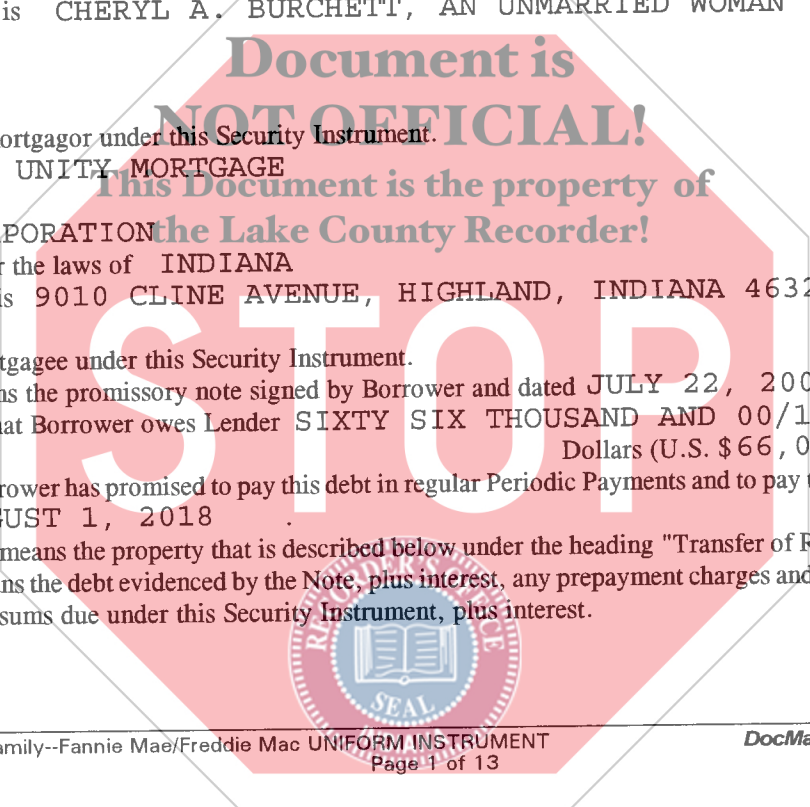 is CHERYL A. BURCHETT, AN UNMARRIED WOMAN
Document is
NOT OFFICIAL!
ortgagor under this Security Instrument.
UNITY MORTGAGE
This Document is the property of
PORATION
the Lake County Recorder!
r the laws of INDIANA
is 9010 CLINE AVENUE, HIGHLAND, INDIANA 4632
STOP
tgagee under this Security Instrument.
ns the promissory note signed by Borrower and dated JULY 22, 200
at Borrower owes Lender SIXTY SIX THOUSAND AND 00/1
Dollars (U.S. $66,0
rower has promised to pay this debt in regular Periodic Payments and to pay t
UST 1, 2018 .
means the property that is described below under the heading "Transfer of R
ns the debt evidenced by the Note, plus interest, any prepayment charges and
sums due under this Security Instrument, plus interest.
RECORDER'S OFFICE
SEAL
INDIANA
amily--Fannie Mae/Freddie Mac UNIFORM INSTRUMENT
DocMa
Page 1 of 13